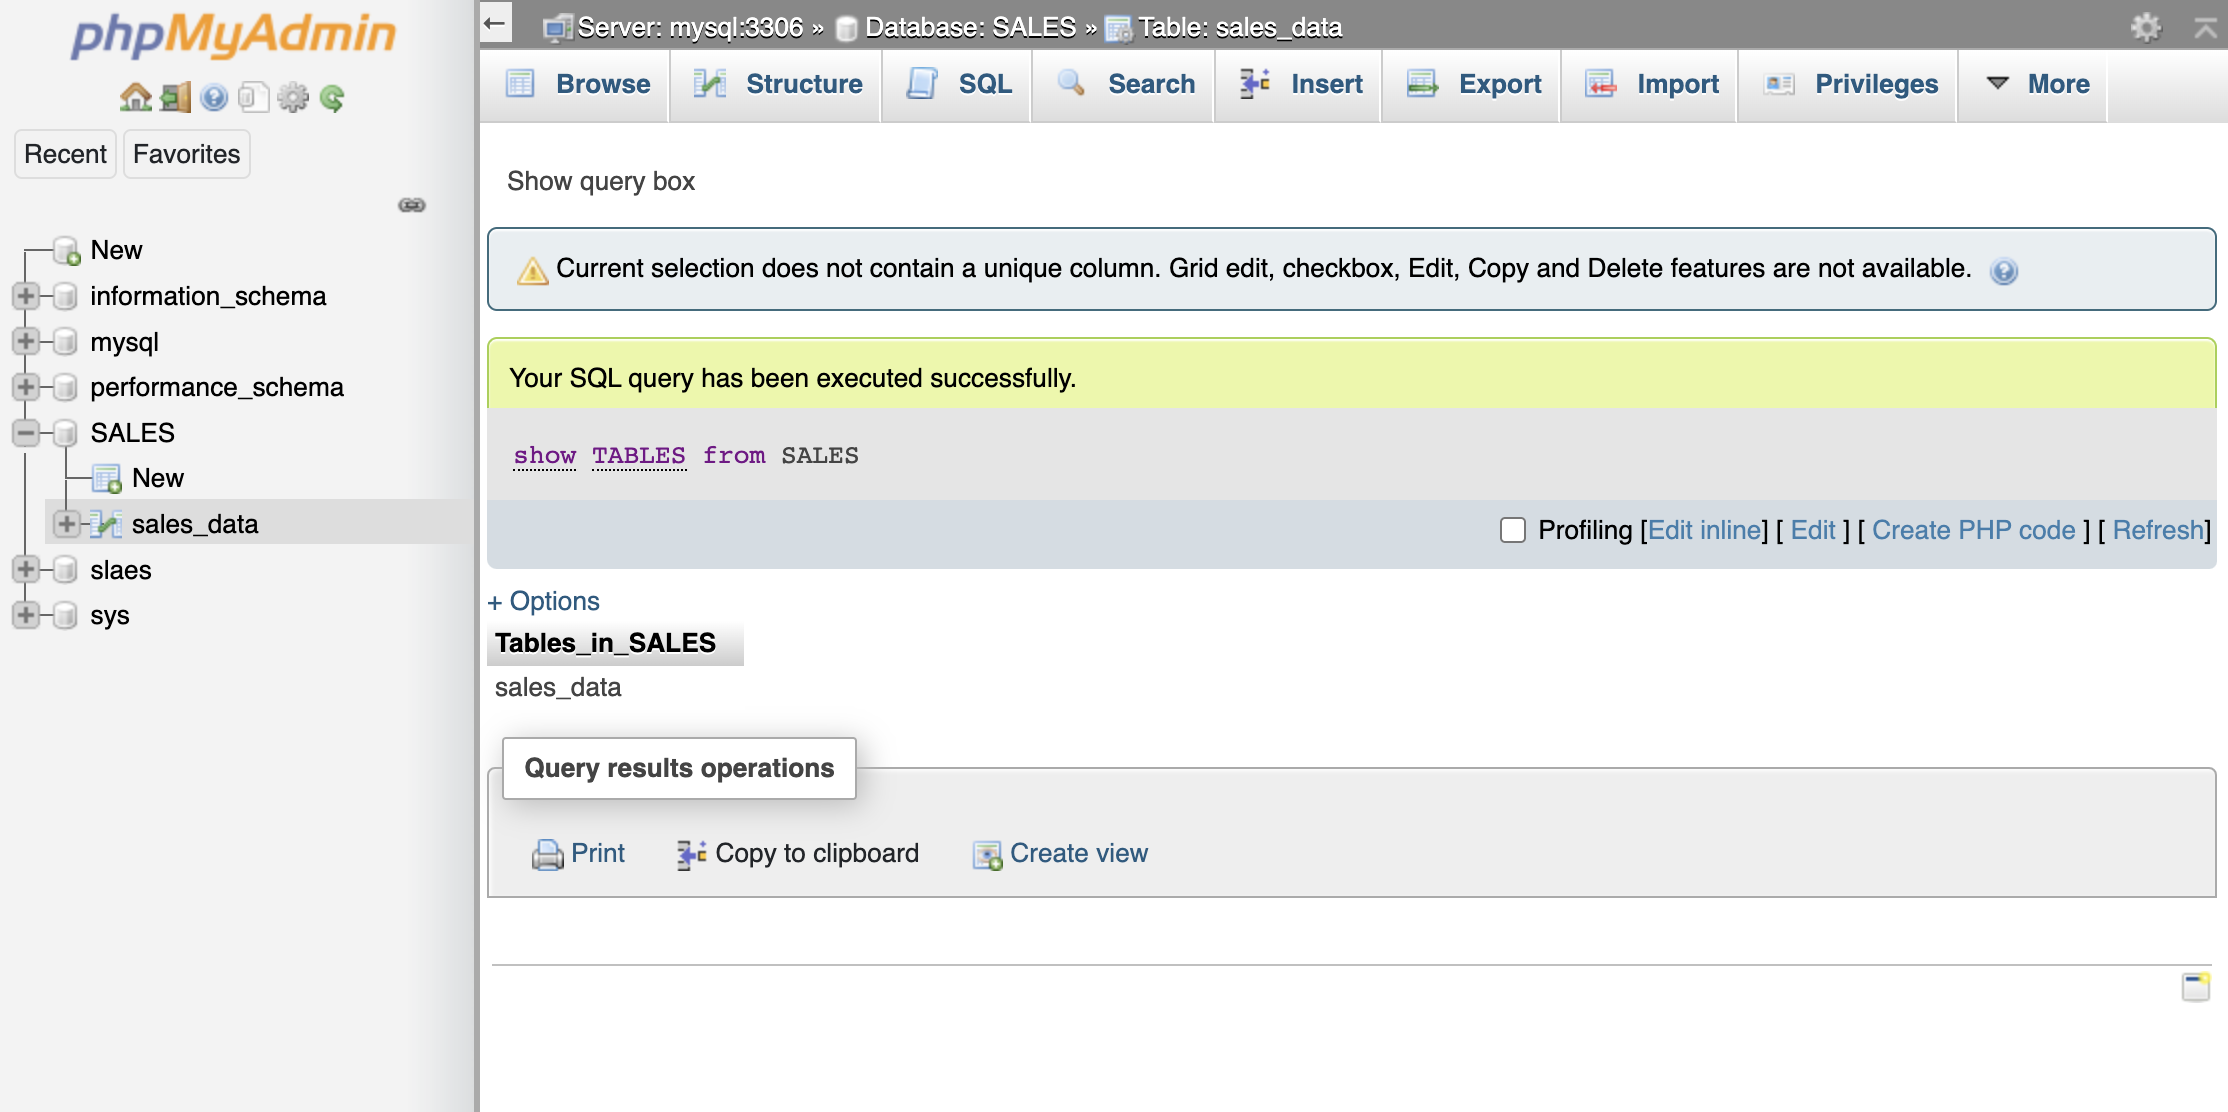 phpMyAdmin
Recent Favorites
New
information_schema
mysql
performance_schema
SALES
New
sales_data
slaes
sys
Server: mysql:3306 » Database: SALES » Table: sales_data
Browse Structure SQL Search Insert Export Import Privileges More
Show query box
Current selection does not contain a unique column. Grid edit, checkbox, Edit, Copy and Delete features are not available.
Your SQL query has been executed successfully.
show TABLES from SALES
Profiling [Edit inline] [ Edit ] [ Create PHP code ] [ Refresh]
+ Options
Tables_in_SALES
sales_data
Query results operations
Print Copy to clipboard Create view